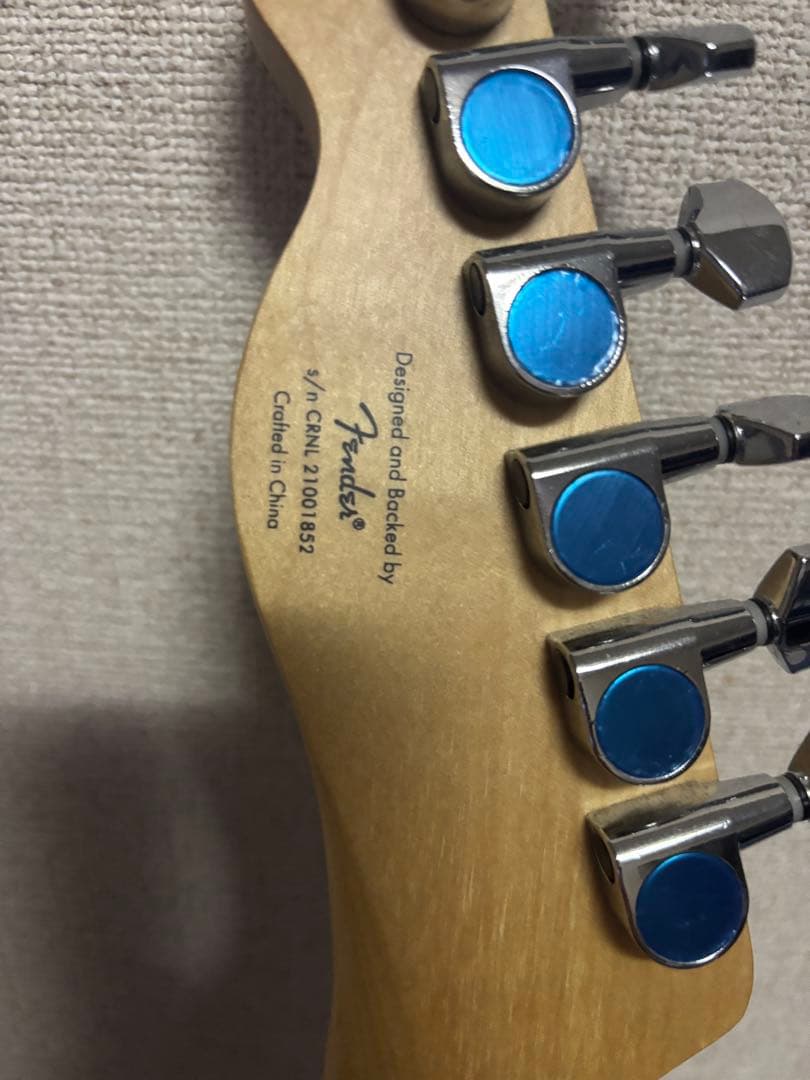 Designed and Backed by
Fender®
s/n CRNL 21001852
Crafted in China